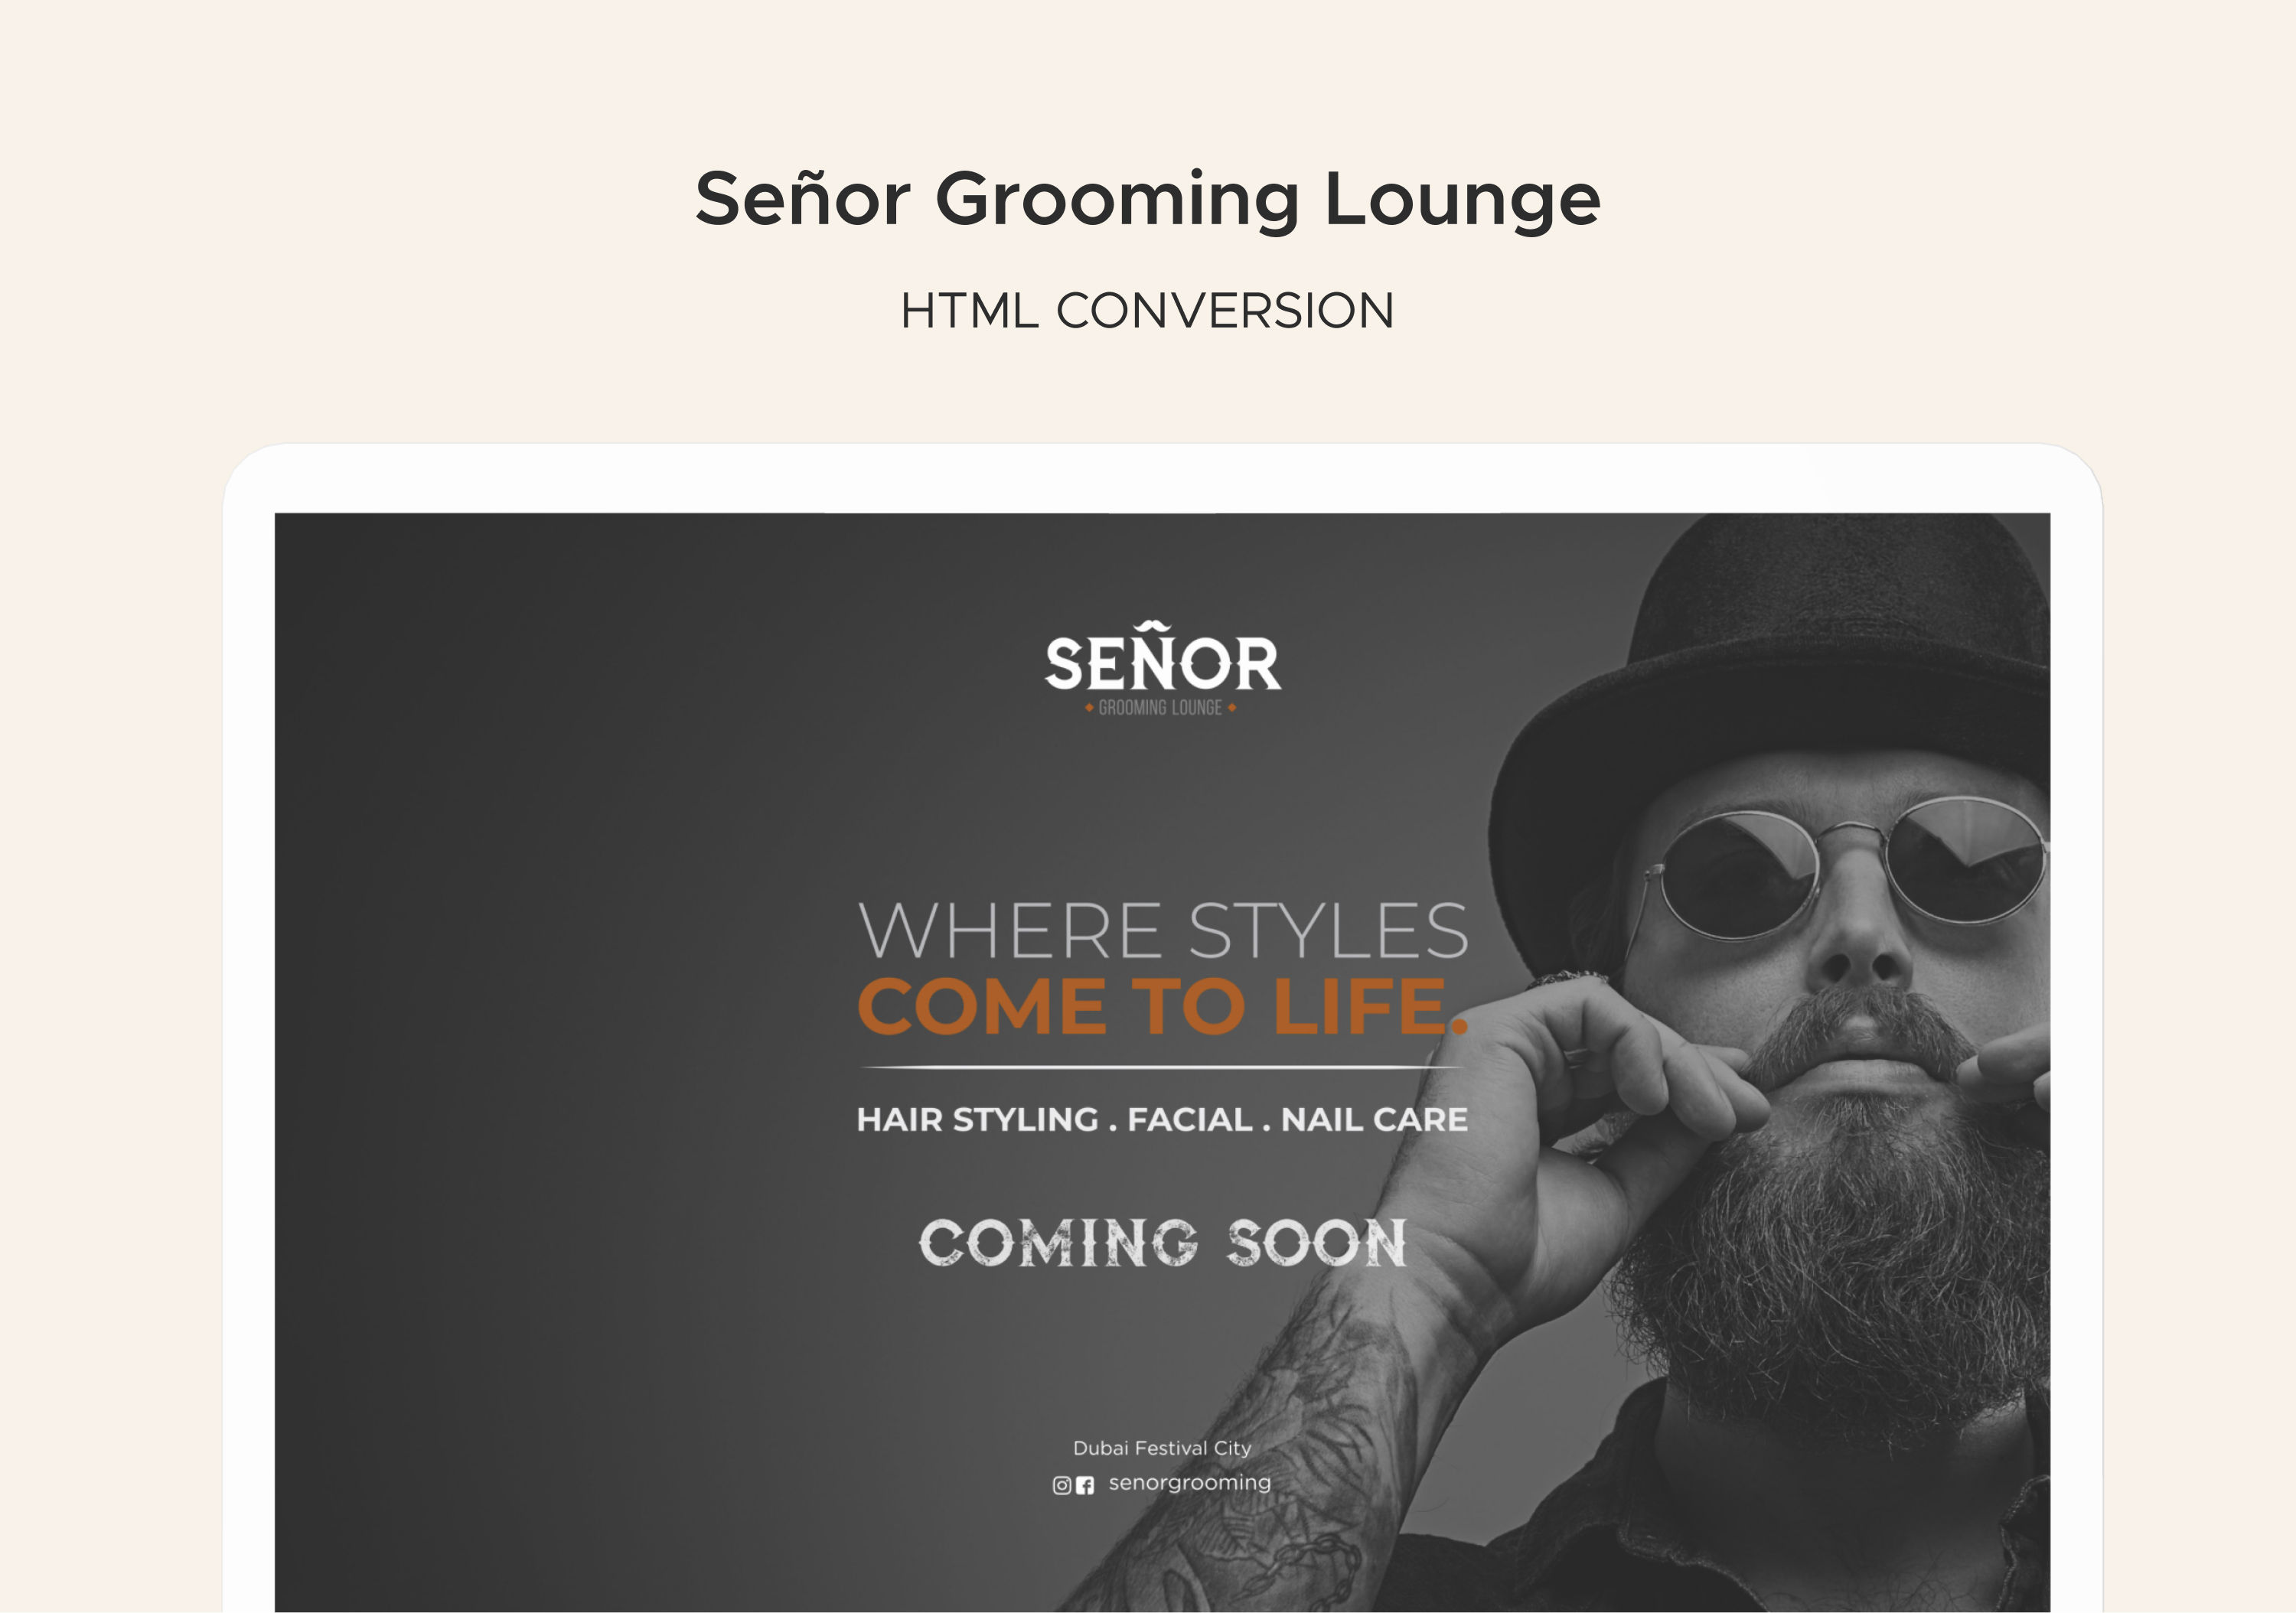 Señor Grooming Lounge
HTML CONVERSION
SEÑOR
GROOMING LOUNGE
WHERE STYLES
COME TO LIFE.
HAIR STYLING . FACIAL . NAIL CARE
COMING SOON
Dubai Festival City
senorgrooming